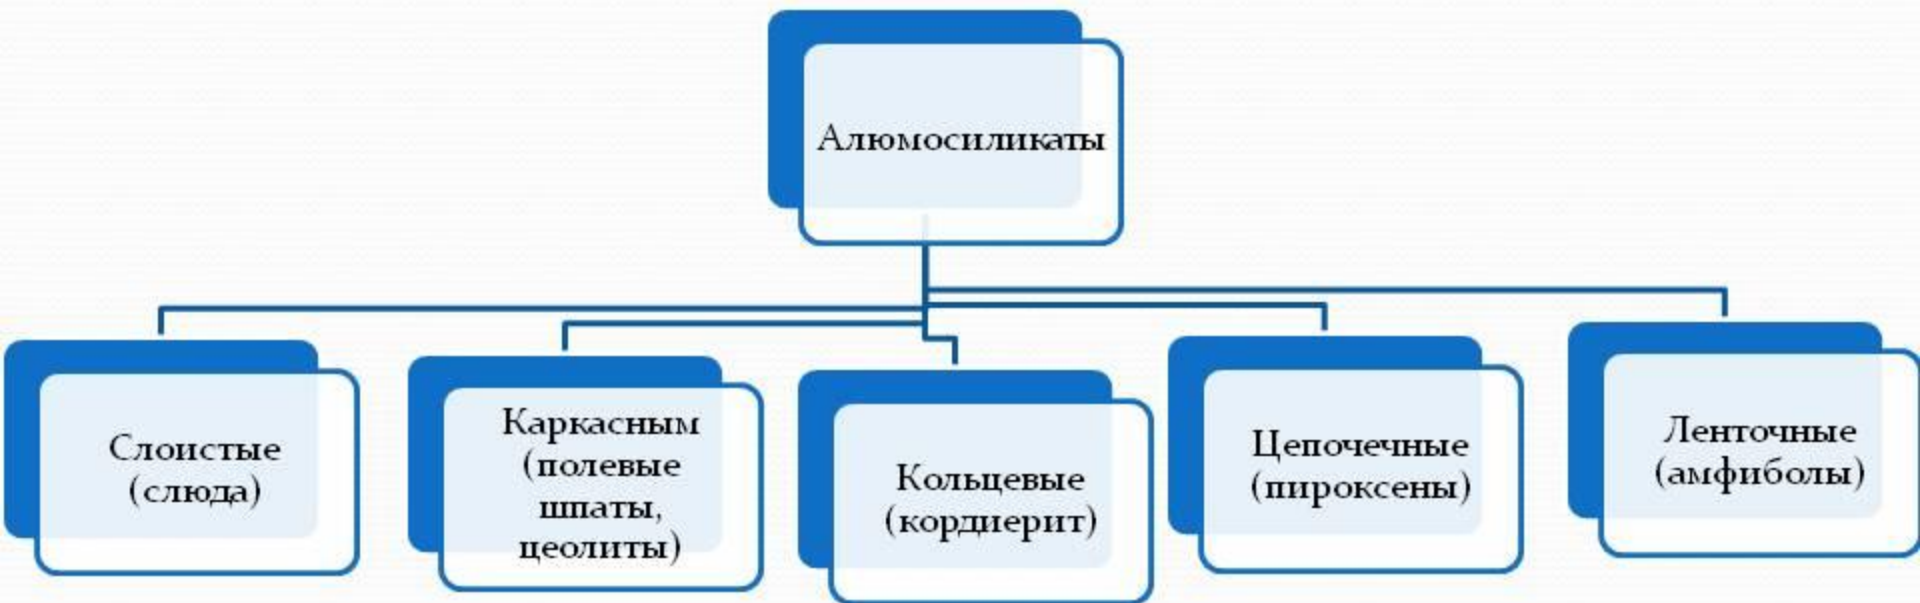 Алюмосиликаты
Слоистые
(слюда)
Каркасным
(полевые
шпаты,
цеолиты)
Кольцевые
(кордиерит)
Цепочечные
(пироксены)
Ленточные
(амфиболы)